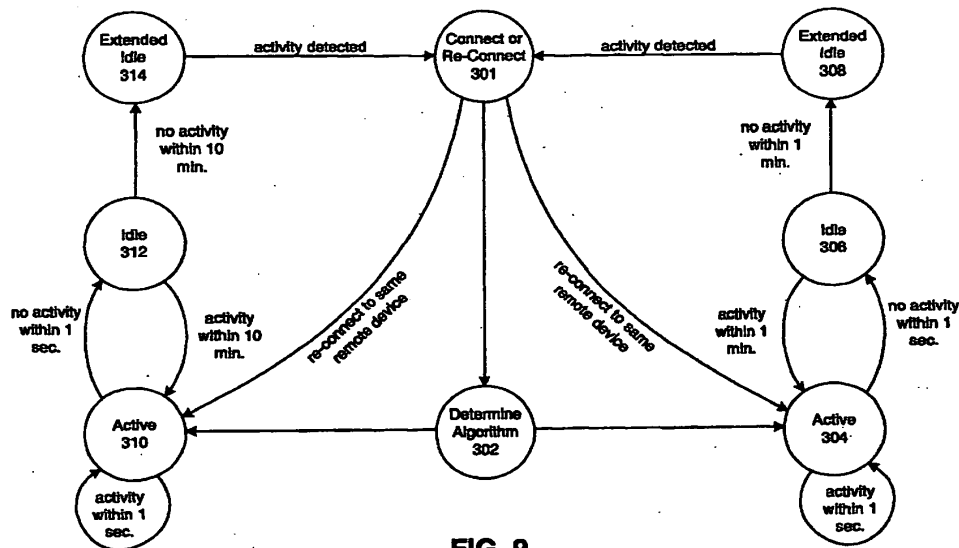 Extended
Idle
314
activity detected
Connect or
Re-Connect
301
activity detected
Extended
Idle
308
no activity
within 10
min.
no activity
within 1
min.
Idle
312
Idle
306
no activity
within 1
sec.
activity
within 10
min.
re-connect to same
remote device
re-connect to same
remote device
activity
within 1
min.
no activity
within 1
sec.
Active
310
Determine
Algorithm
302
Active
304
activity
within 1
sec.
activity
within 1
sec.